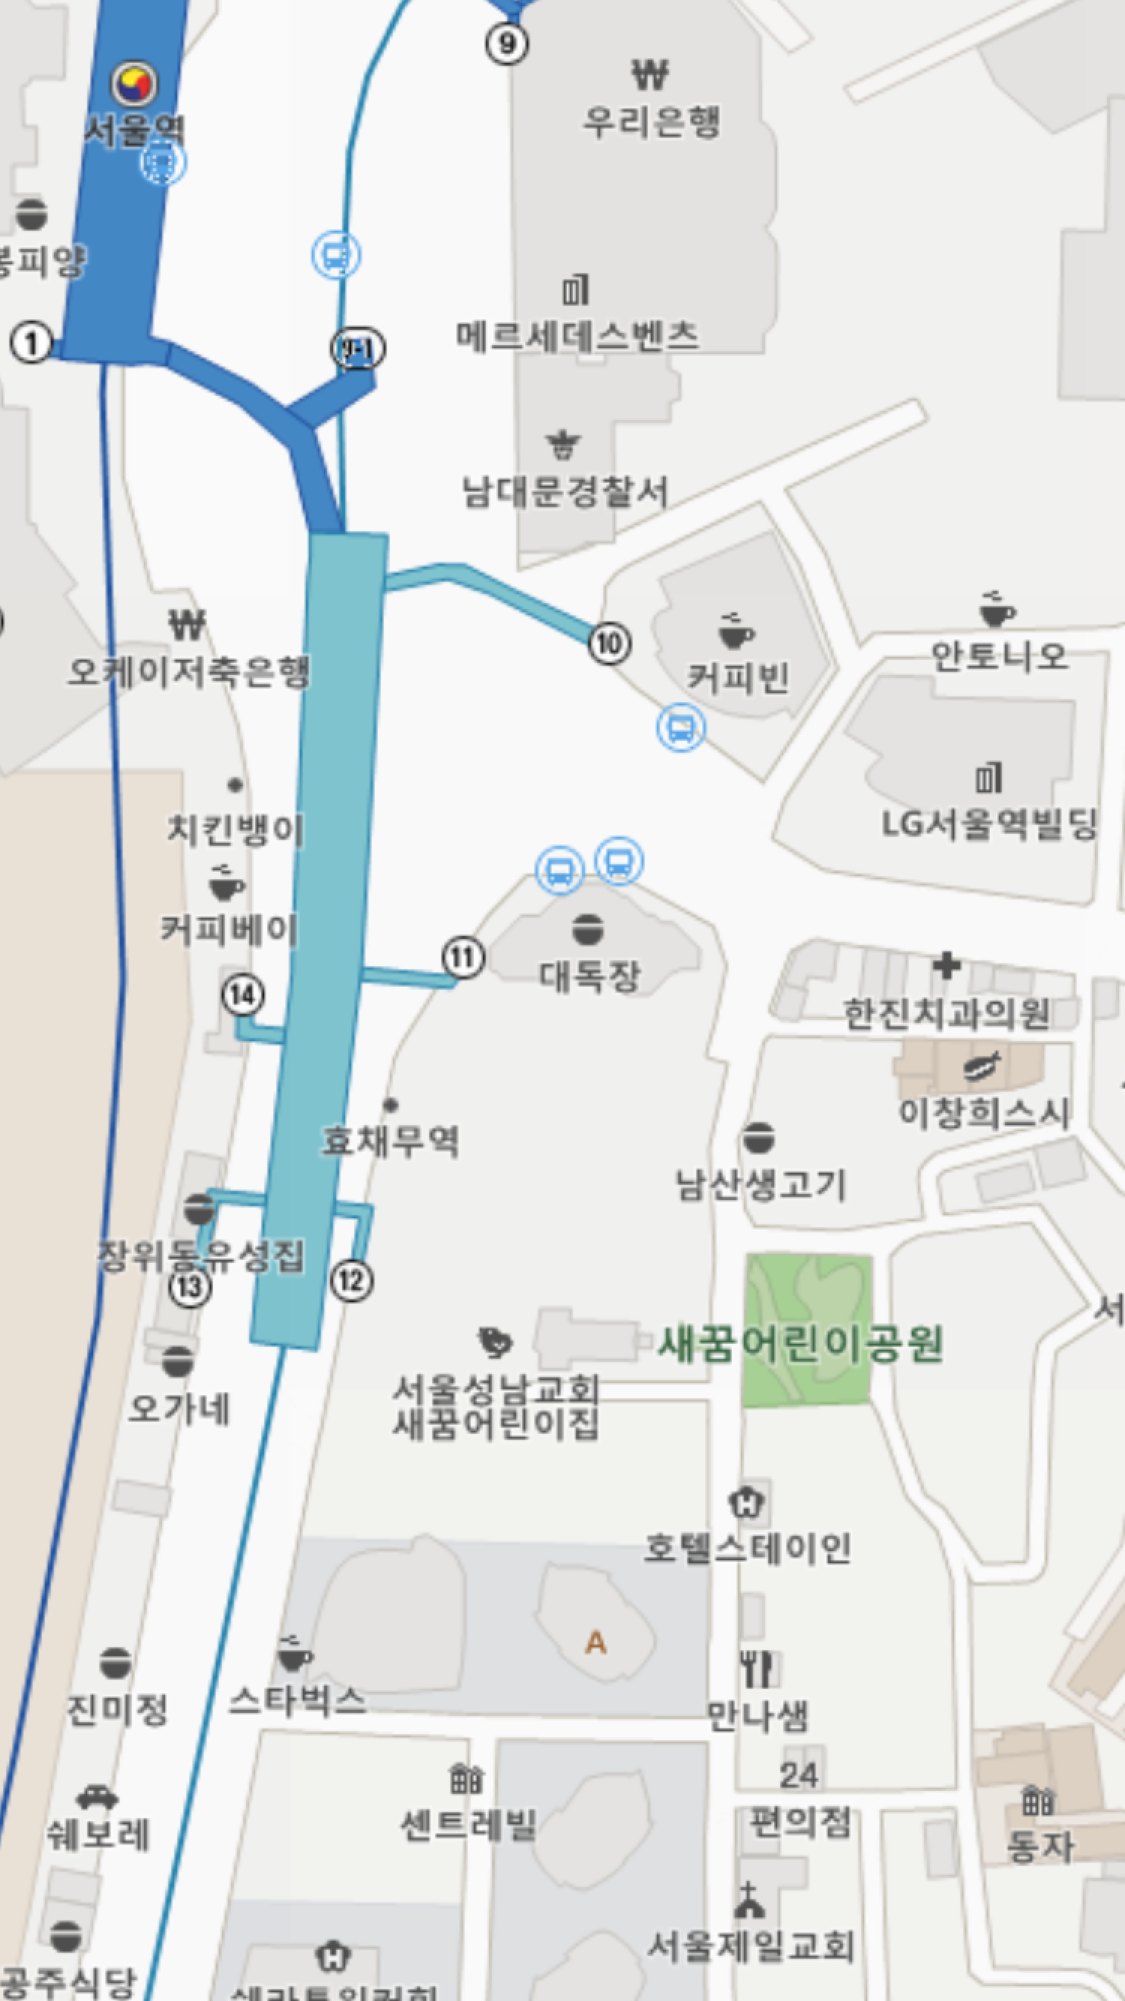 9
우리은행
서울역
1
9-1
메르세데스벤츠
남대문경찰서
10
커피빈
안토니오
오케이저축은행
LG서울역빌딩
치킨뱅이
커피베이
11
대독장
14
한진치과의원
이창희스시
효채무역
남산생고기
장위동유성집
13
12
새꿈어린이공원
서울성남교회
새꿈어린이집
오가네
호텔스테이인
A
스타벅스
만나샘
진미정
24
편의점
센트레빌
쉐보레
동자
서울제일교회
공주식당